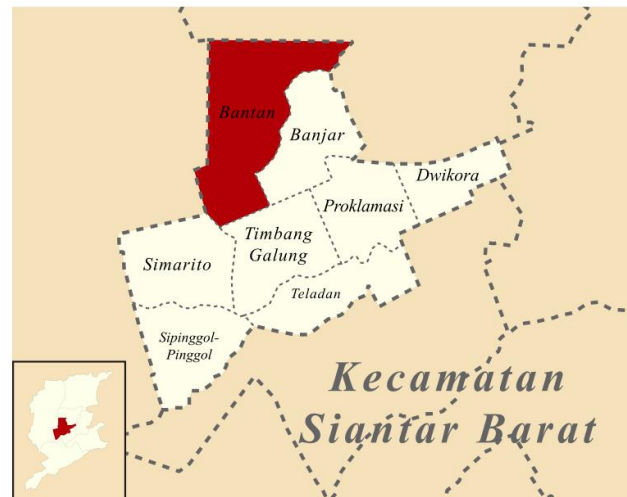 Bantan
Banjar
Dwikora
Proklamasi
Timbang
Galung
Simarito
Teladan
Sipinggol-
Pinggol
Kecamatan
Siantar Barat